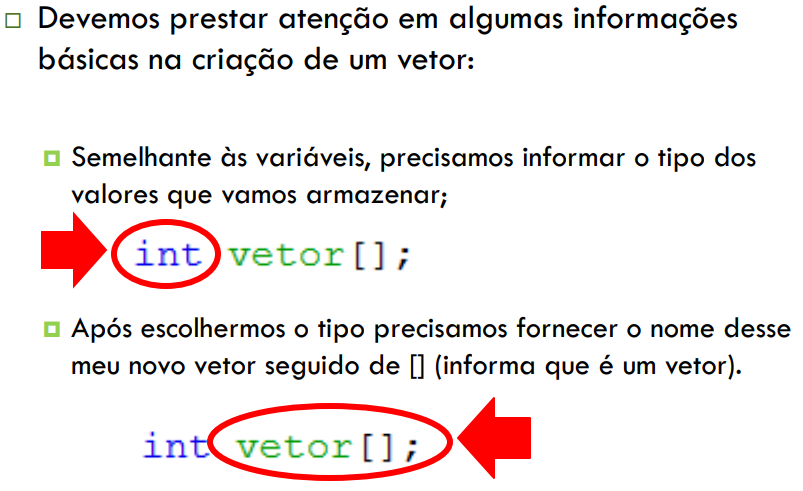 Devemos prestar atenção em algumas informações
básicas na criação de um vetor:
Semelhante às variáveis, precisamos informar o tipo dos
valores que vamos armazenar;
int vetor[];
Após escolhermos o tipo precisamos fornecer o nome desse
meu novo vetor seguido de [] (informa que é um vetor).
int vetor[];